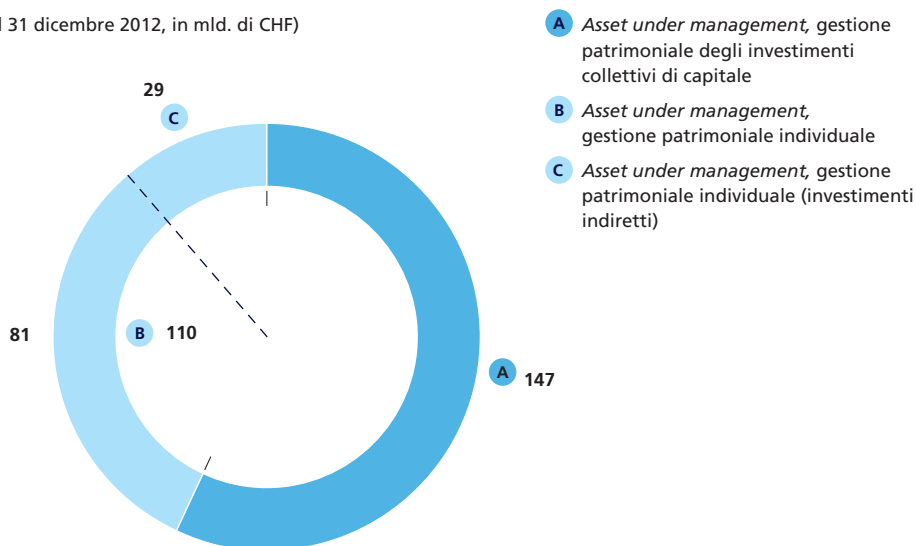 31 dicembre 2012, in mld. di CHF)
A Asset under management, gestione
patrimoniale degli investimenti
collettivi di capitale
B Asset under management,
gestione patrimoniale individuale
C Asset under management, gestione
patrimoniale individuale (investimenti
indiretti)
29
C
81
B 110
A 147